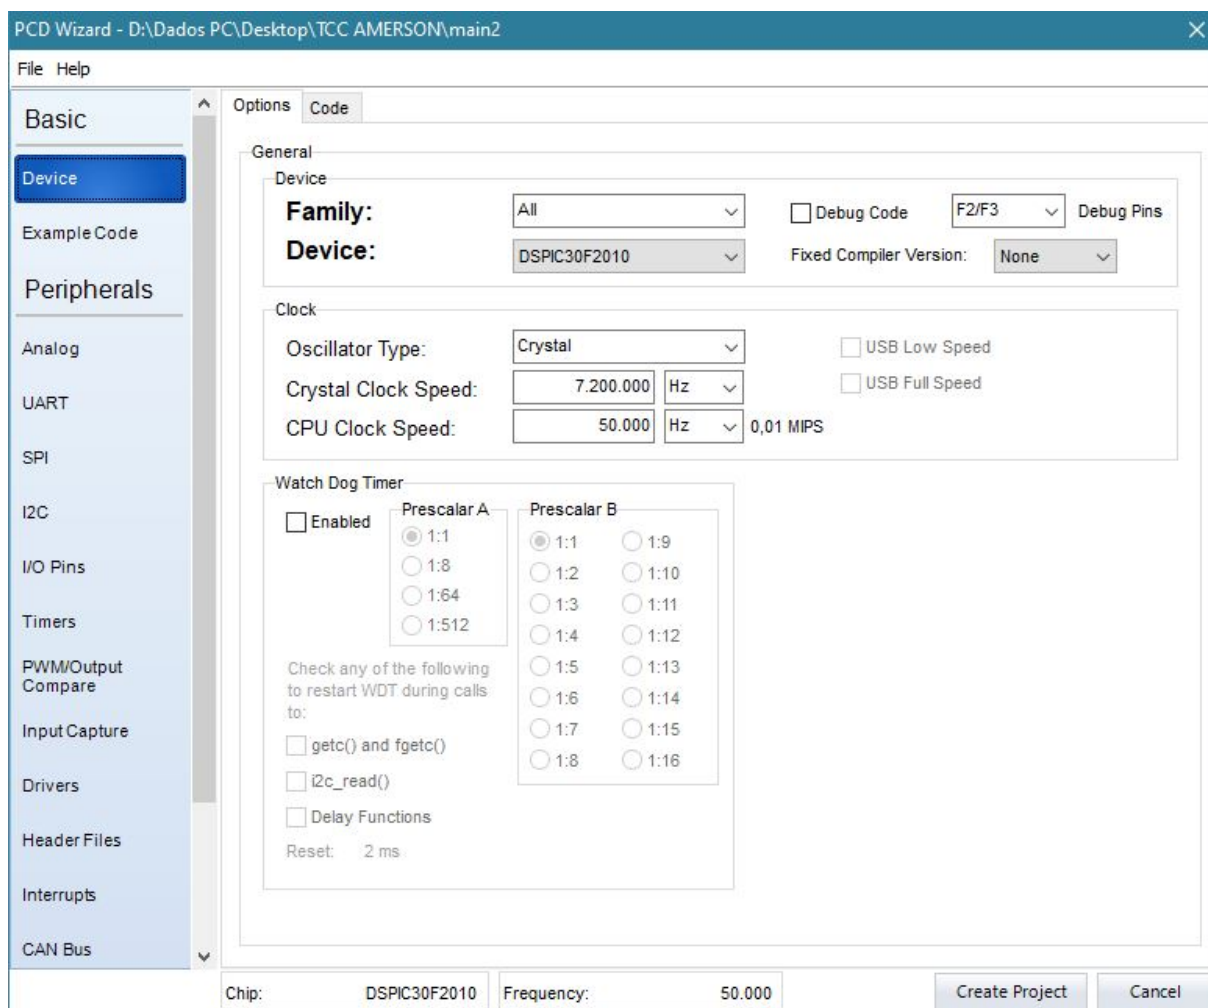 PCD Wizard - D:\Dados PC\Desktop\TCC AMERSON\main2
File Help
Basic
Device
Example Code
Peripherals
Analog
UART
SPI
I2C
I/O Pins
Timers
PWM/Output
Compare
Input Capture
Drivers
Header Files
Interrupts
CAN Bus
Options Code
General
Device
Family: All Debug Code F2/F3 Debug Pins
Device: DSPIC30F2010 Fixed Compiler Version: None
Clock
Oscillator Type: Crystal USB Low Speed
Crystal Clock Speed: 7.200.000 Hz USB Full Speed
CPU Clock Speed: 50.000 Hz 0,01 MIPS
Watch Dog Timer
Enabled
Prescalar A
1:1
1:8
1:64
1:512
Prescalar B
1:1 1:9
1:2 1:10
1:3 1:11
1:4 1:12
1:5 1:13
1:6 1:14
1:7 1:15
1:8 1:16
Check any of the following
to restart WDT during calls
to:
getc() and fgetc()
i2c_read()
Delay Functions
Reset: 2 ms
Chip: DSPIC30F2010 Frequency: 50.000 Create Project Cancel